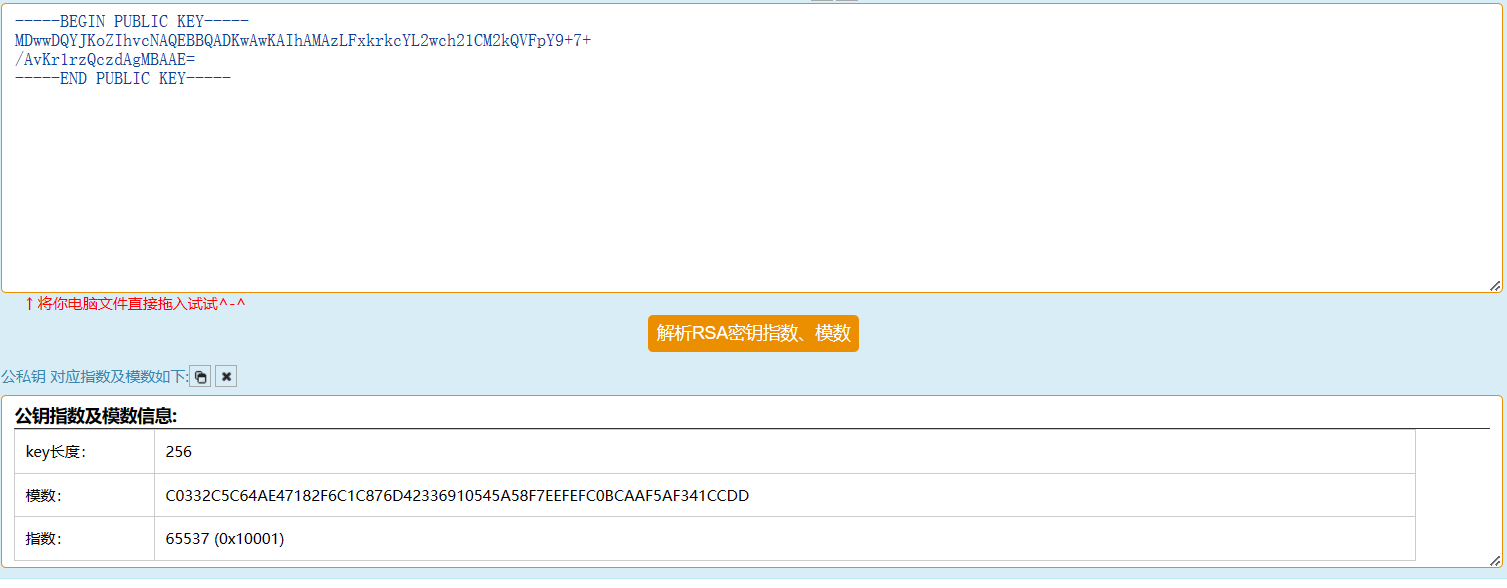 -----BEGIN PUBLIC KEY-----
MDwwDQYJKoZIhvcNAQEBBQADKwAwKAIhAMAzLFxkrkcYL2wch21CM2kQVFpY9+7+
/AvKr1rzQczdAgMBAAE=
-----END PUBLIC KEY-----
↑将你电脑文件直接拖入试试^-^
解析RSA密钥指数、模数
公私钥 对应指数及模数如下:
公钥指数及模数信息:
key长度: 256
模数: C0332C5C64AE47182F6C1C876D42336910545A58F7EEFEFC0BCAAF5AF341CCDD
指数: 65537 (0x10001)